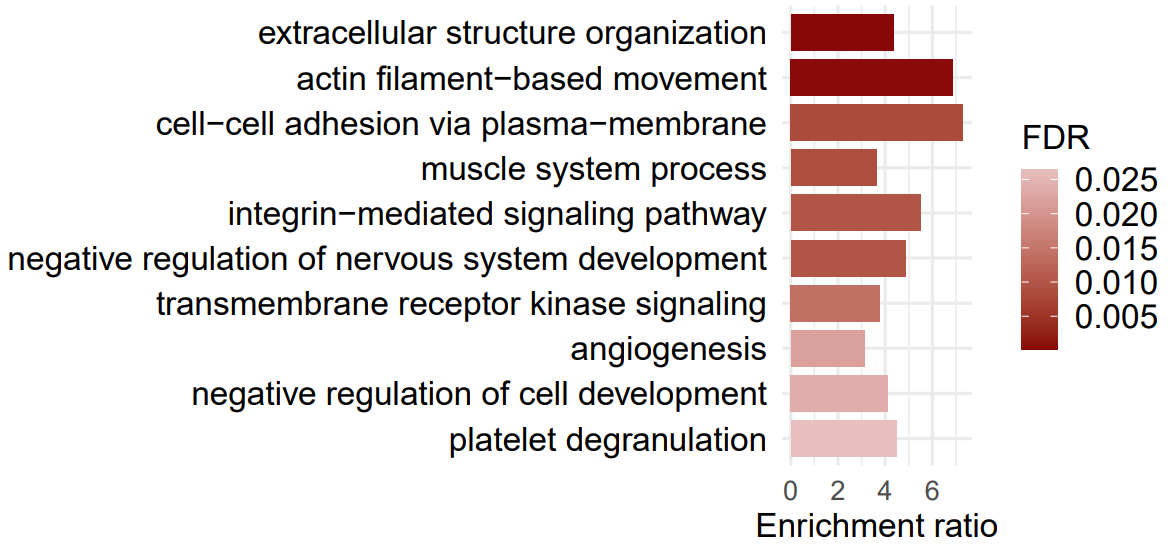 extracellular structure organization
actin filament−based movement
cell−cell adhesion via plasma−membrane
muscle system process
integrin−mediated signaling pathway
negative regulation of nervous system development
transmembrane receptor kinase signaling
angiogenesis
negative regulation of cell development
platelet degranulation
0 2 4 6
Enrichment ratio
FDR
0.025
0.020
0.015
0.010
0.005